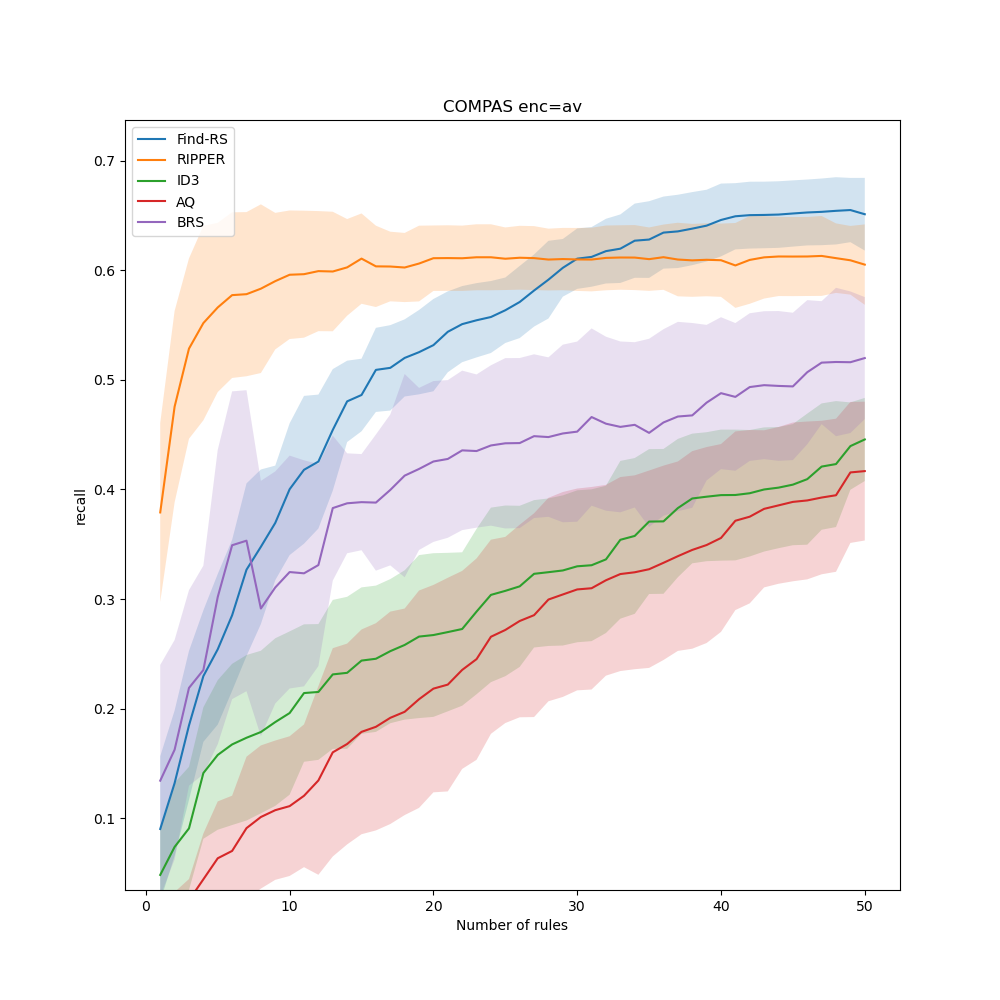 COMPAS enc=av
Find-RS
RIPPER
ID3
AQ
BRS
0.7
0.6
0.5
0.4
0.3
0.2
0.1
recall
0 10 20 30 40 50
Number of rules